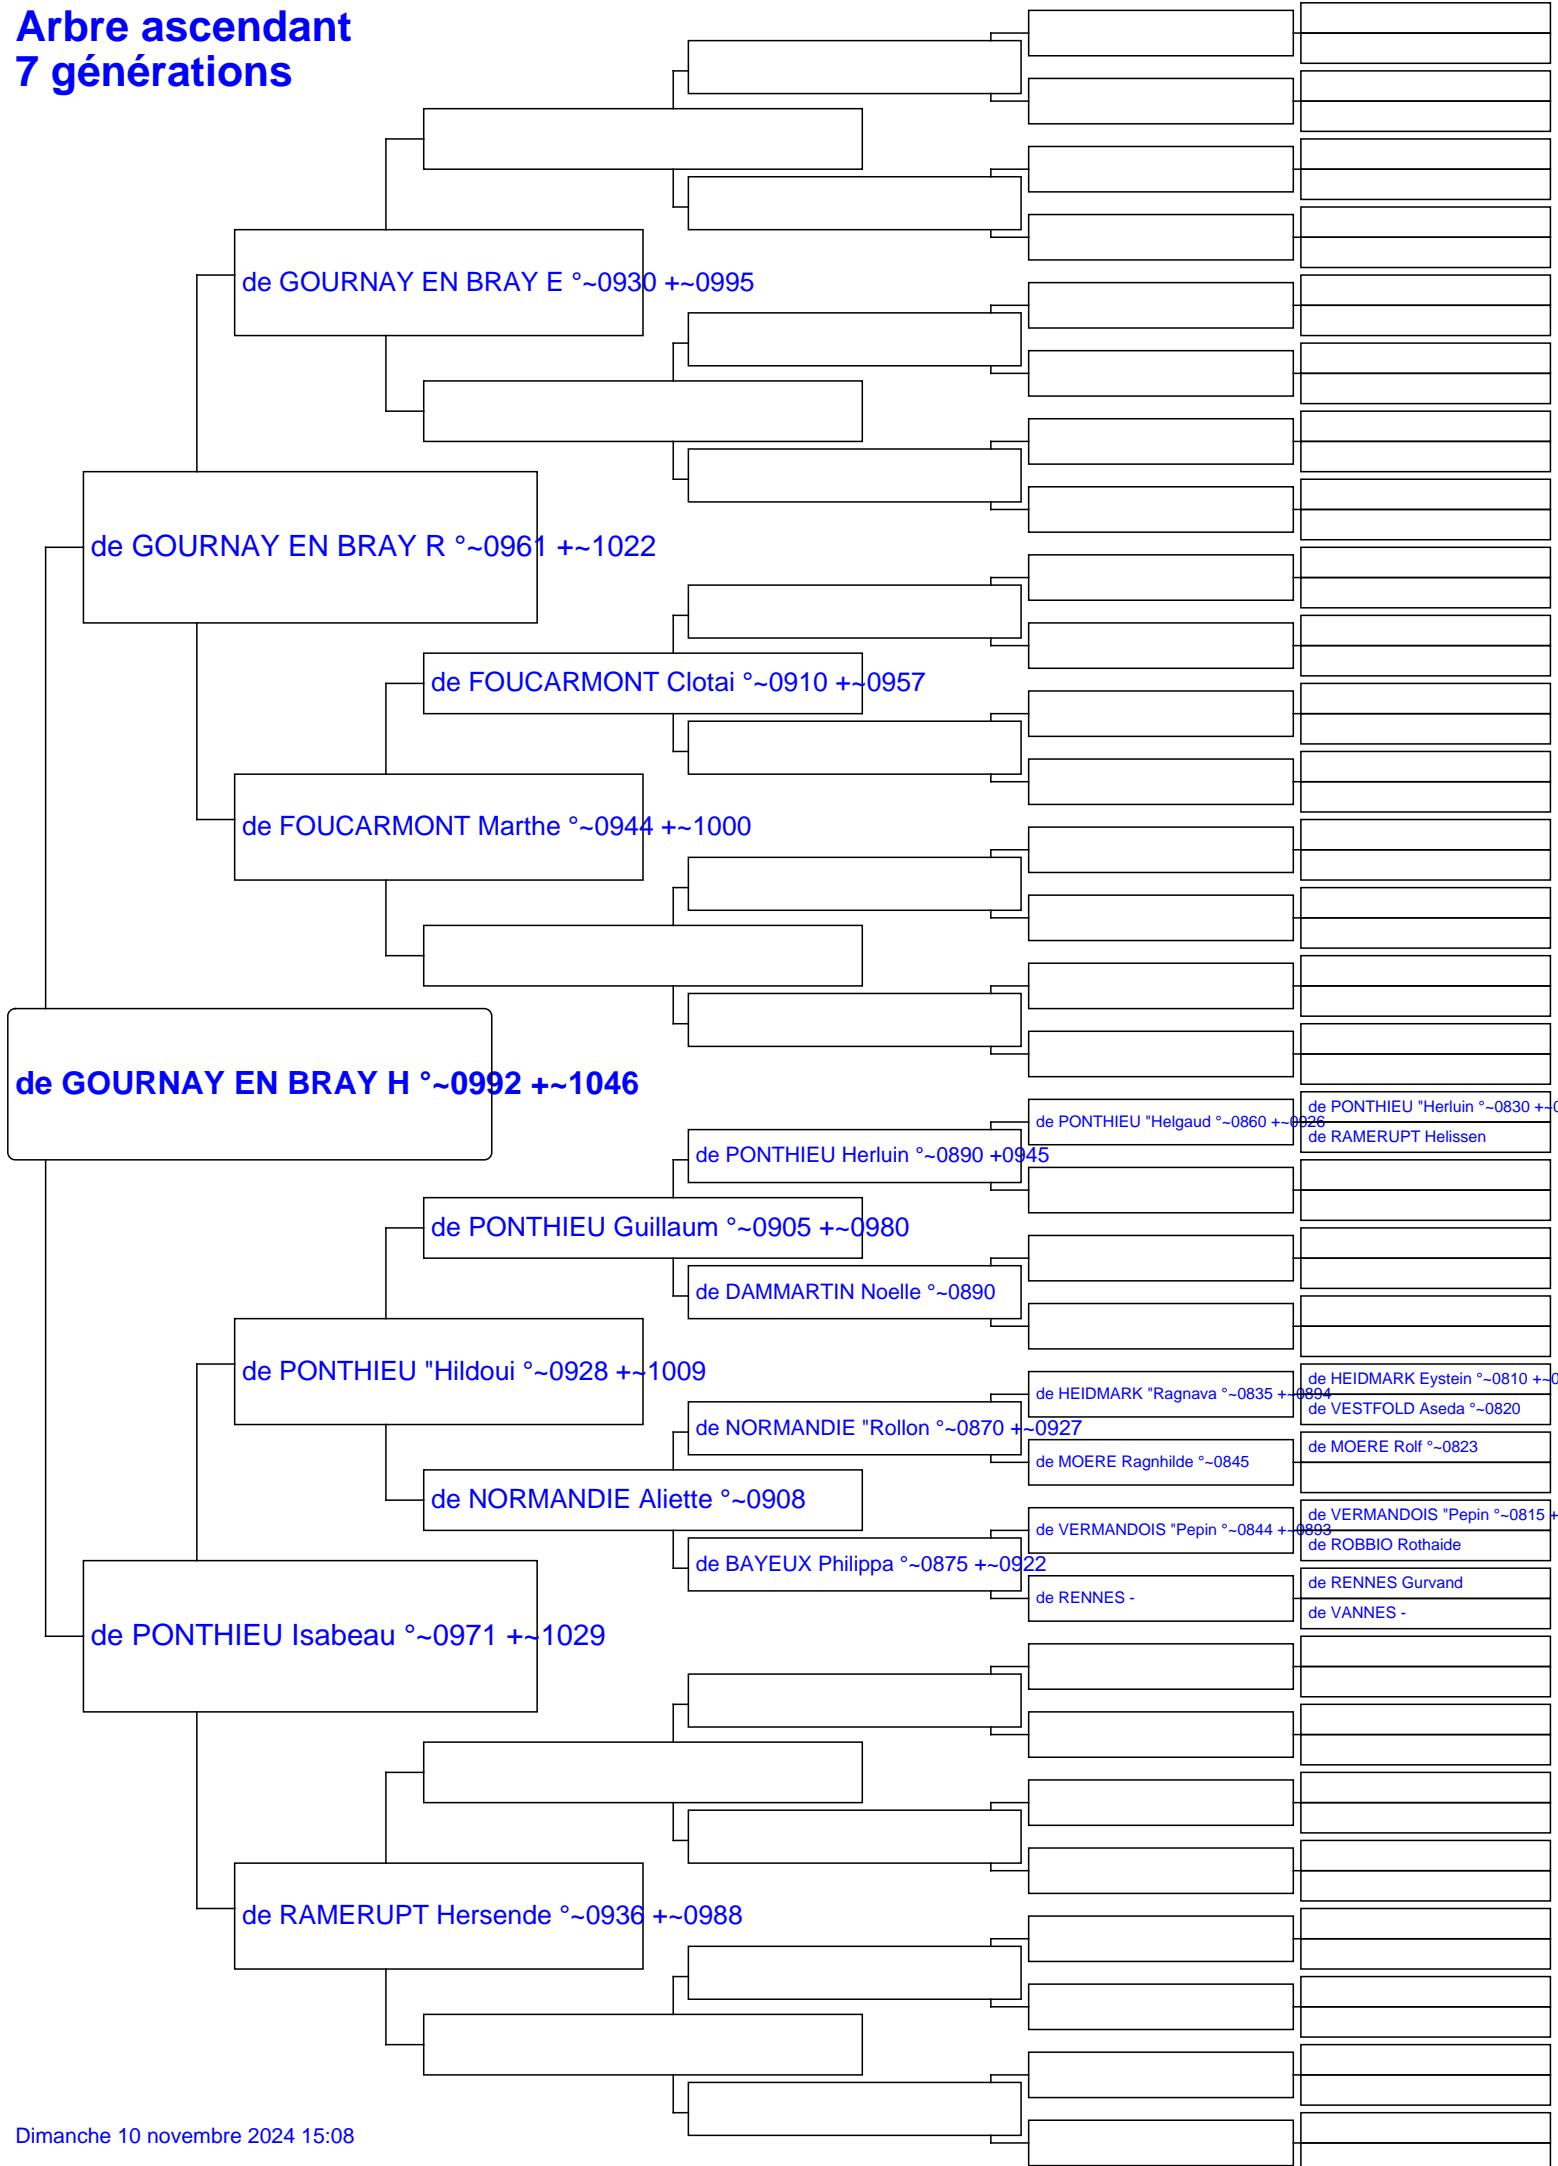 Arbre ascendant
7 générations
de GOURNAY EN BRAY E °~0930 +~0995
de GOURNAY EN BRAY R °~0961 +~1022
de FOUCARMONT Clotai °~0910 +~0957
de FOUCARMONT Marthe °~0944 +~1000
de GOURNAY EN BRAY H °~0992 +~1046
de PONTHIEU "Herluin °~0830 +~0
de PONTHIEU "Helgaud °~0860 +~0926
de RAMERUPT Helissen
de PONTHIEU Herluin °~0890 +0945
de PONTHIEU Guillaum °~0905 +~0980
de DAMMARTIN Noelle °~0890
de PONTHIEU "Hildoui °~0928 +~1009
de HEIDMARK Eystein °~0810 +~0
de HEIDMARK "Ragnava °~0835 +~0894
de VESTFOLD Aseda °~0820
de NORMANDIE "Rollon °~0870 +~0927
de MOERE Rolf °~0823
de MOERE Ragnhilde °~0845
de NORMANDIE Aliette °~0908
de VERMANDOIS "Pepin °~0815 +
de VERMANDOIS "Pepin °~0844 +~0893
de ROBBIO Rothaide
de BAYEUX Philippa °~0875 +~0922
de RENNES Gurvand
de RENNES -
de VANNES -
de PONTHIEU Isabeau °~0971 +~1029
de RAMERUPT Hersende °~0936 +~0988
Dimanche 10 novembre 2024 15:08